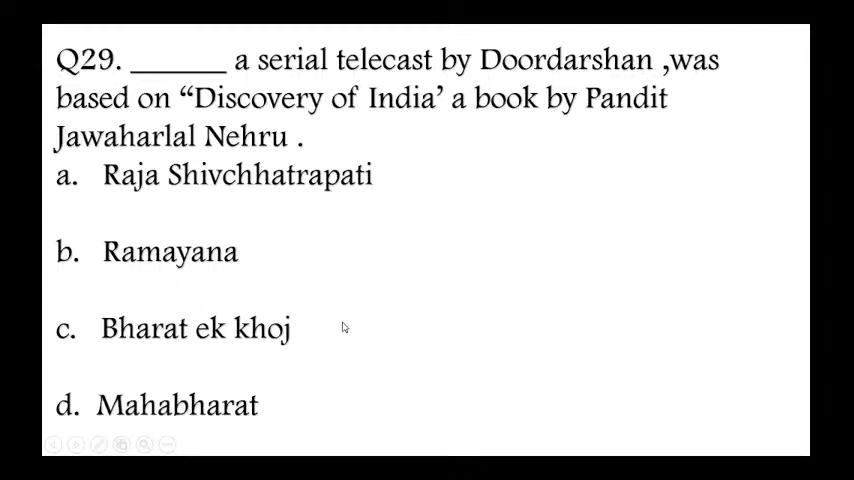 Q29. ______ a serial telecast by Doordarshan ,was
based on “Discovery of India’ a book by Pandit
Jawaharlal Nehru .
a. Raja Shivchhatrapati
b. Ramayana
c. Bharat ek khoj
d. Mahabharat